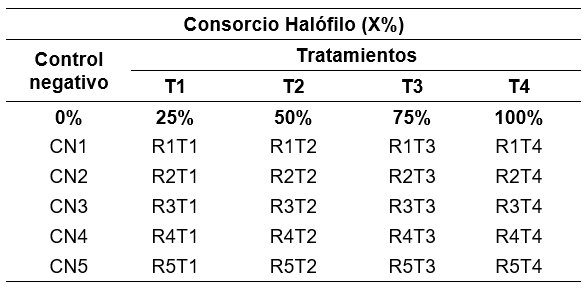 Consorcio Halófilo (X%)
Control negativo Tratamientos
T1 T2 T3 T4
0% 25% 50% 75% 100%
CN1 R1T1 R1T2 R1T3 R1T4
CN2 R2T1 R2T2 R2T3 R2T4
CN3 R3T1 R3T2 R3T3 R3T4
CN4 R4T1 R4T2 R4T3 R4T4
CN5 R5T1 R5T2 R5T3 R5T4